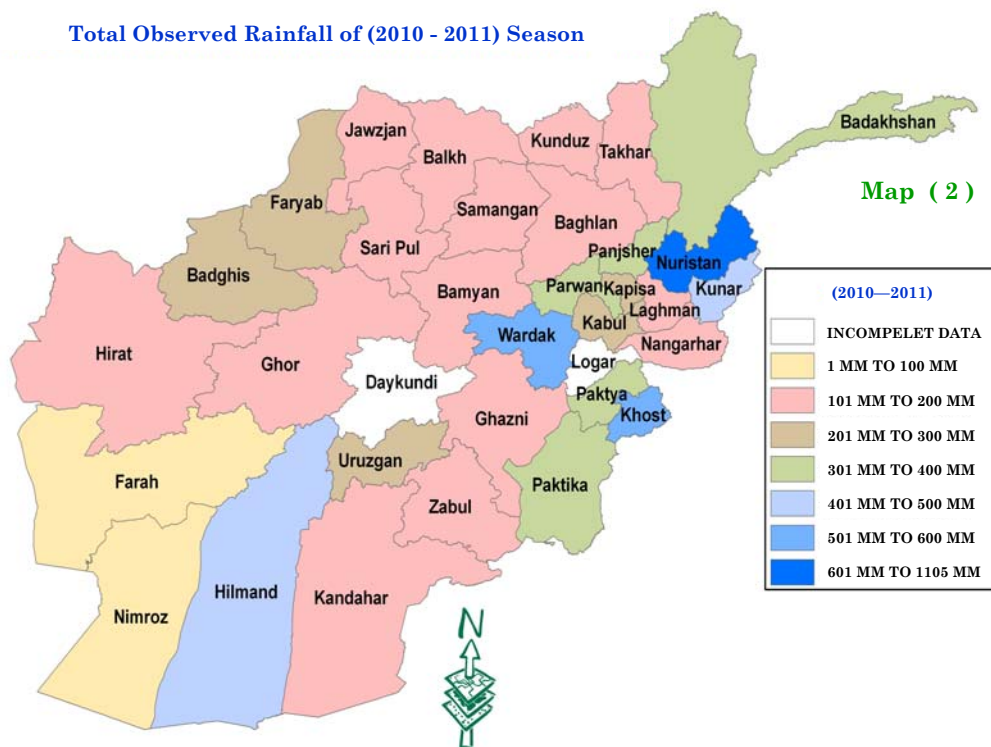 Total Observed Rainfall of (2010 - 2011) Season
Jawzjan
Balkh
Kunduz
Takhar
Badakhshan
Map ( 2 )
Faryab
Samangan
Baghlan
Sari Pul
Panjsher
Badghis
Nuristan
Bamyan
Parwan
Kapisa
Kunar
Laghman
Kabul
Wardak
Nangarhar
Hirat
Ghor
Logar
Daykundi
Paktya
Ghazni
Khost
Uruzgan
Farah
Paktika
Zabul
Hilmand
Kandahar
Nimroz
N
(2010—2011)
INCOMPELET DATA
1 MM TO 100 MM
101 MM TO 200 MM
201 MM TO 300 MM
301 MM TO 400 MM
401 MM TO 500 MM
501 MM TO 600 MM
601 MM TO 1105 MM